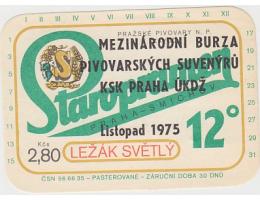 I II III IV V VI VII VIII IX X XI XII
PRAŽSKÉ PIVOVARY N. P.
MEZINÁRODNÍ BURZA
PIVOVARSKÝCH SUVENÝRŮ
KSK PRAHA ÚKDŽ
Staropramen
PRAHA-SMÍCHOV
Listopad 1975
12°
Kčs
2,80
LEŽÁK SVĚTLÝ
ČSN 56 66 35 - PASTEROVANÉ - ZÁRUČNÍ DOBA 30 DNŮ